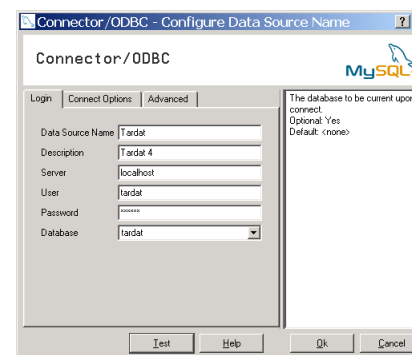 Connector/ODBC - Configure Data Source Name ?
Connector/ODBC
MySQL
Login Connect Options Advanced
Data Source Name Tardat
Description Tardat 4
Server localhost
User tardat
Password ××××××
Database tardat
The database to be current upon
connect.
Optional: Yes
Default: <none>
Test Help Ok Cancel